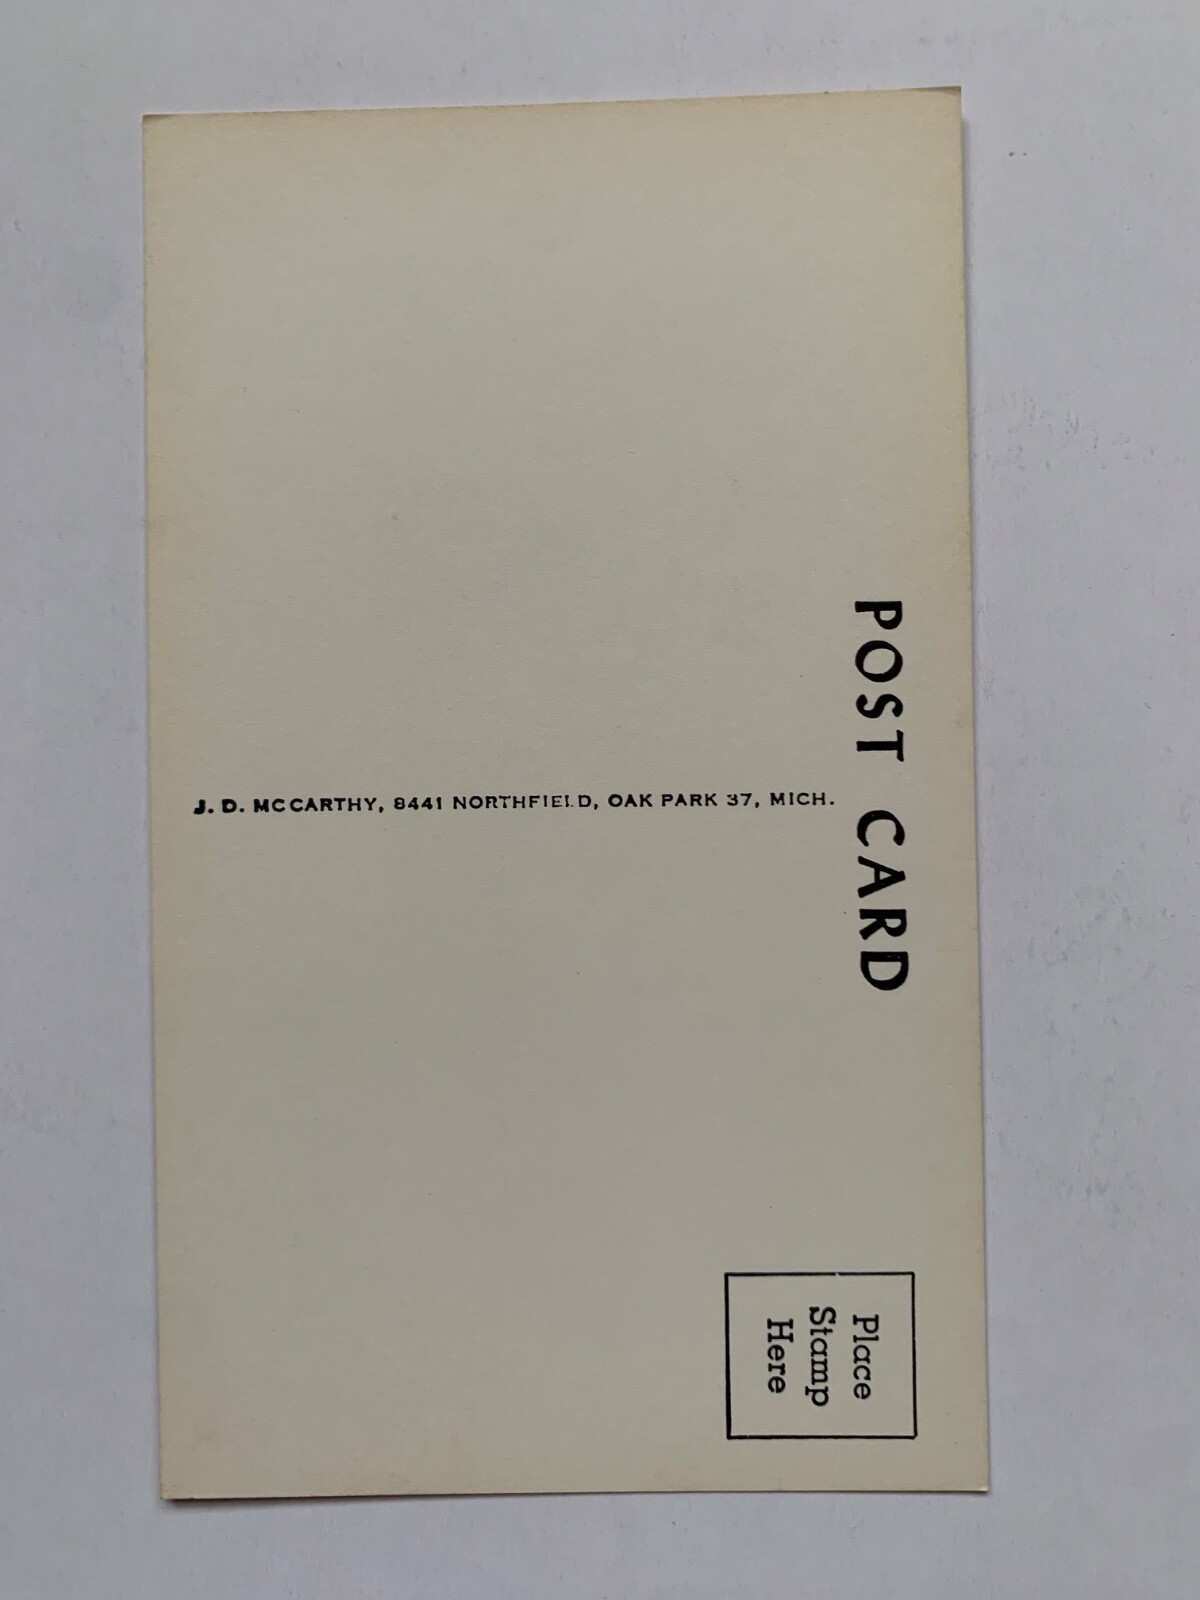 POST CARD
J. D. MCCARTHY, 8441 NORTHFIELD, OAK PARK 37, MICH.
Place
Stamp
Here